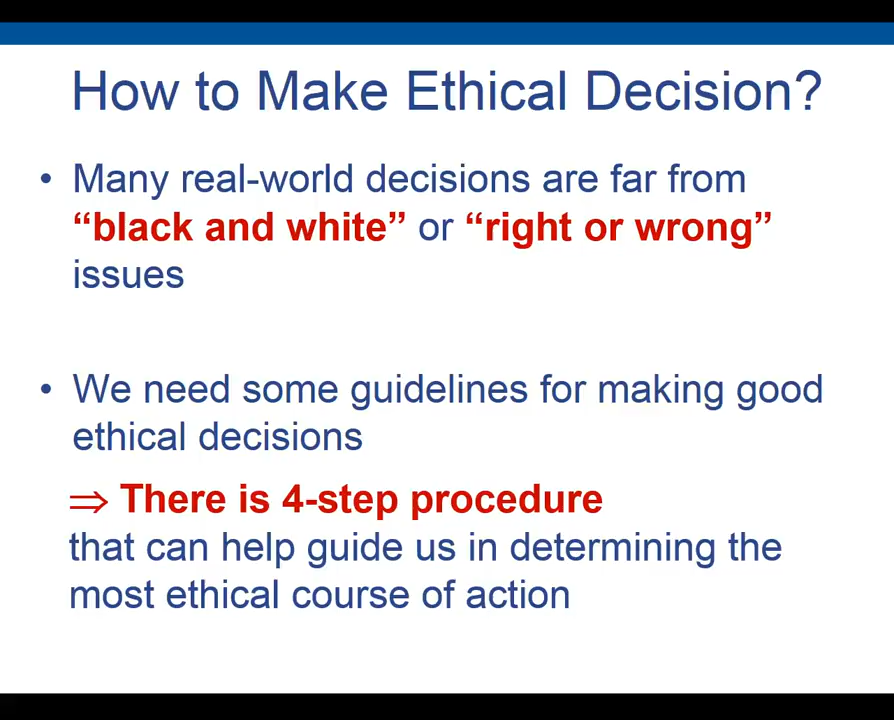 How to Make Ethical Decision?
• Many real-world decisions are far from
“black and white” or “right or wrong”
issues
• We need some guidelines for making good
ethical decisions
⇒ There is 4-step procedure
that can help guide us in determining the
most ethical course of action